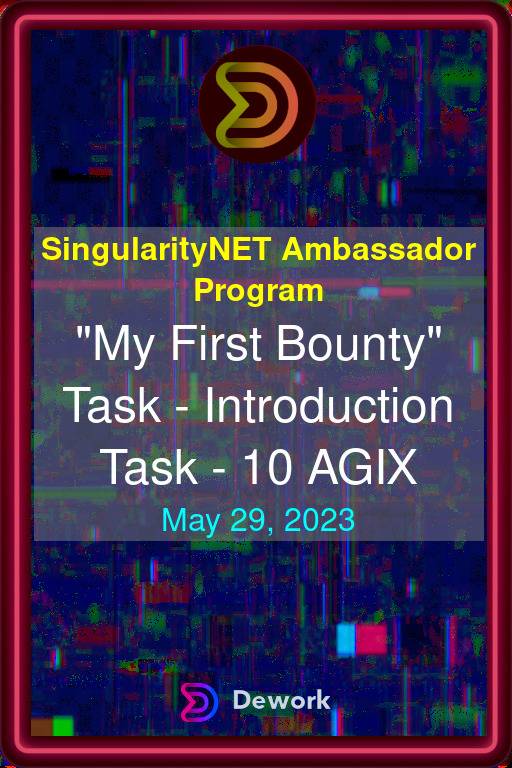 SingularityNET Ambassador
Program
"My First Bounty"
Task - Introduction
Task - 10 AGIX
May 29, 2023
Dework